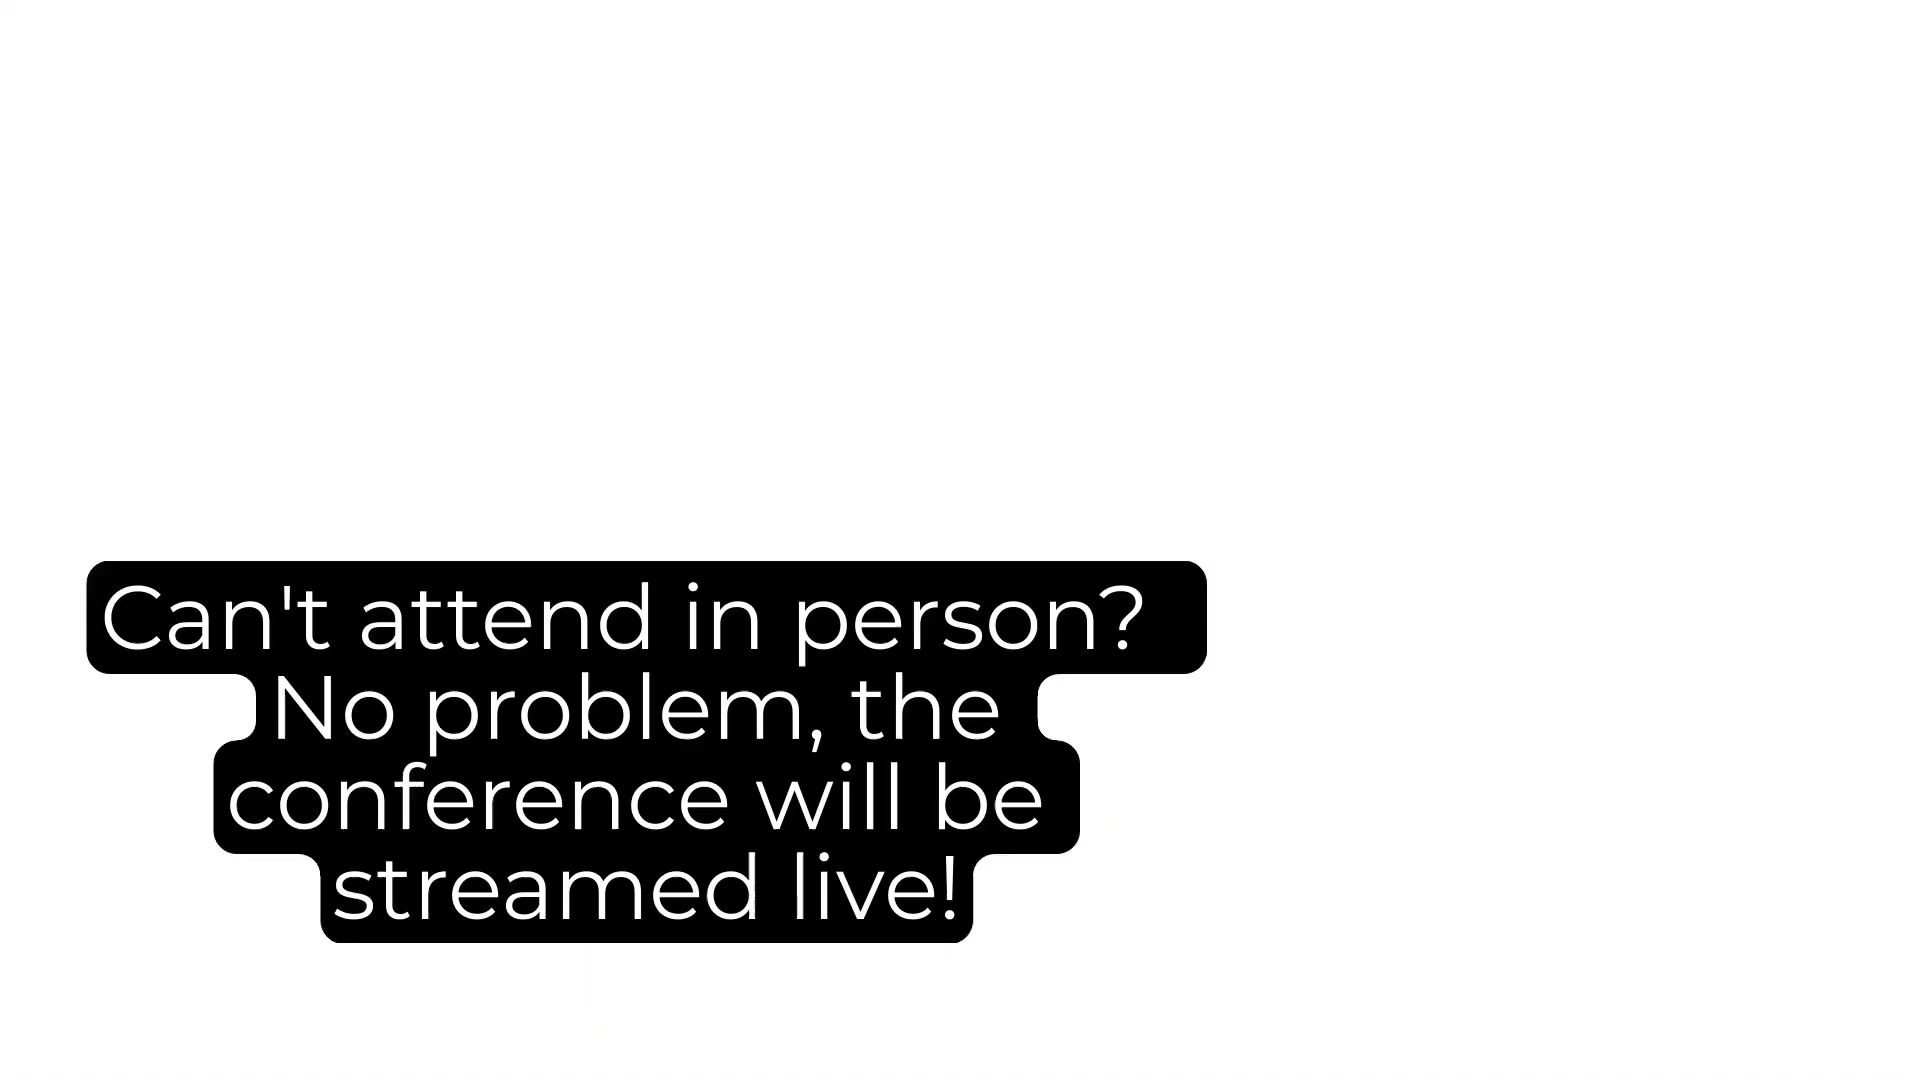 Can't attend in person?
No problem, the
conference will be
streamed live!